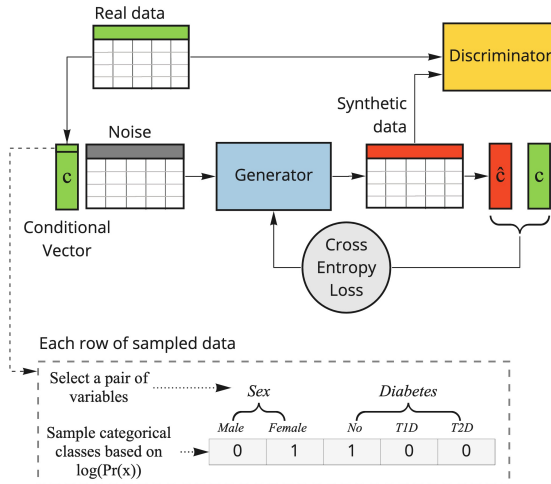 Real data
Discriminator
Synthetic
data
Noise
c
Generator
ĉ
c
Conditional
Vector
Cross
Entropy
Loss
Each row of sampled data
Select a pair of
variables
Sex
Diabetes
Male Female No T1D T2D
Sample categorical
classes based on
log(Pr(x))
0 1 1 0 0